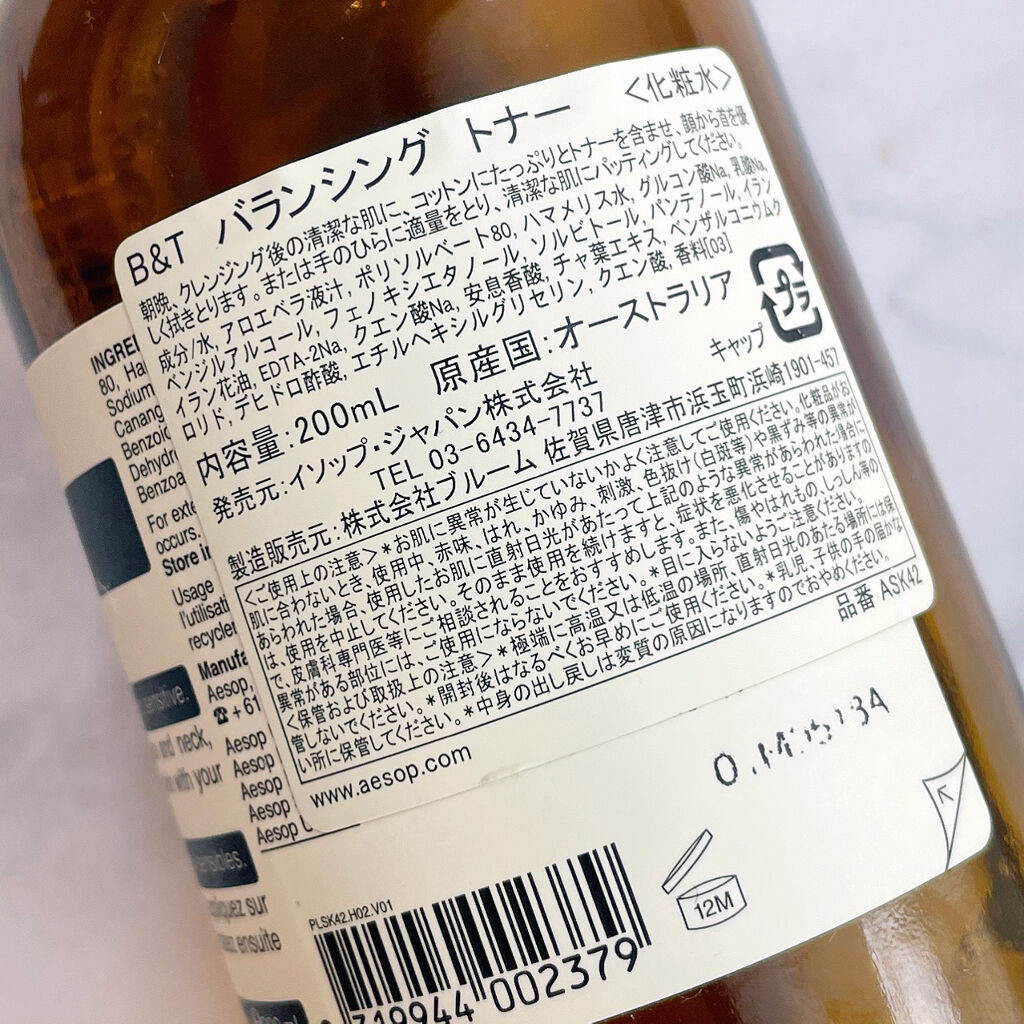 <化粧水>
B&T バランシング トナー
朝晩、クレンジング後の清潔な肌に、コットンにたっぷりとトナーを含ませ、顔から首を優
しく拭きとります。または手のひらに適量をとり、清潔な肌にパッティングしてください。
成分/水, アロエベラ液汁, ポリソルベート80, ハマメリス水, グルコン酸Na, 乳酸Na,
ベンジルアルコール, フェノキシエタノール, ソルビトール, パンテノール, イラン
イラン花油, EDTA-2Na, クエン酸Na, 安息香酸, チャ葉エキス, ベンザルコニウムク
ロリド, デヒドロ酢酸, エチルヘキシルグリセリン, クエン酸, 香料[03]
内容量:200mL 原産国:オーストラリア
プラ
キャップ
発売元:イソップ・ジャパン株式会社
TEL 03-6434-7737
製造販売元:株式会社ブルーム 佐賀県唐津市浜玉町浜崎1901-457
<ご使用上の注意>*お肌に異常が生じていないかよく注意してご使用ください。化粧品がお
肌に合わないとき、使用中、赤味、はれ、かゆみ、刺激、色抜け(白斑等)や黒ずみ等の異常が
あらわれた場合、使用したお肌に直射日光があたって上記のような異常があらわれた場合に
は、使用を中止してください。そのまま使用を続けますと、症状を悪化させることがありますの
で、皮膚科専門医等にご相談されることをおすすめします。また、傷やはれもの、しっしん等の
異常がある部位には、ご使用にならないでください。*目に入らないようご注意ください。
<保管および取扱上の注意>*極端に高温又は低温の場所、直射日光のあたる場所には保
管しないでください。*開封後はなるべくお早めにご使用ください。*乳児、子供の手の届かな
い所に保管してください。*中身の出し戻しは変質の原因になりますのでおやめください。
www.aesop.com
品番 ASK42
80, Ha
Sodium
Canang
Benzoic
Dehydr
Benzoa
For exte
occurs.
Store in
Usage
l'utilisati
recycler
Manufa
Aesop,
☎+61
Aesop
Aesop
Aesop
Aesop
Aesop
sensitive.
and neck,
with your
sur
ensuite
PLSK42.H02.V01
319944 002379
12M